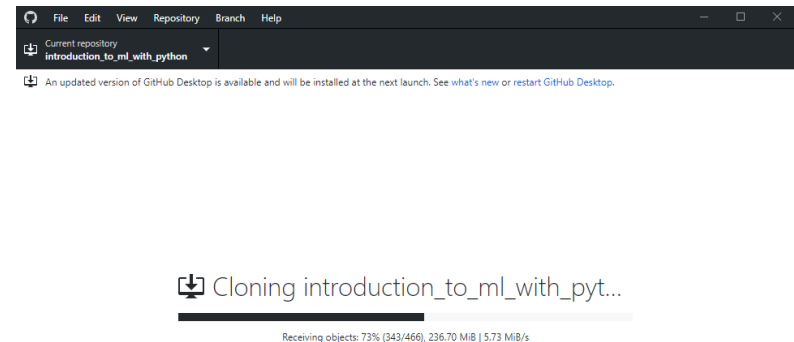 File Edit View Repository Branch Help
Current repository
introduction_to_ml_with_python
An updated version of GitHub Desktop is available and will be installed at the next launch. See what's new or restart GitHub Desktop.
Cloning introduction_to_ml_with_pyt...
Receiving objects: 73% (343/466), 236.70 MiB | 5.73 MiB/s